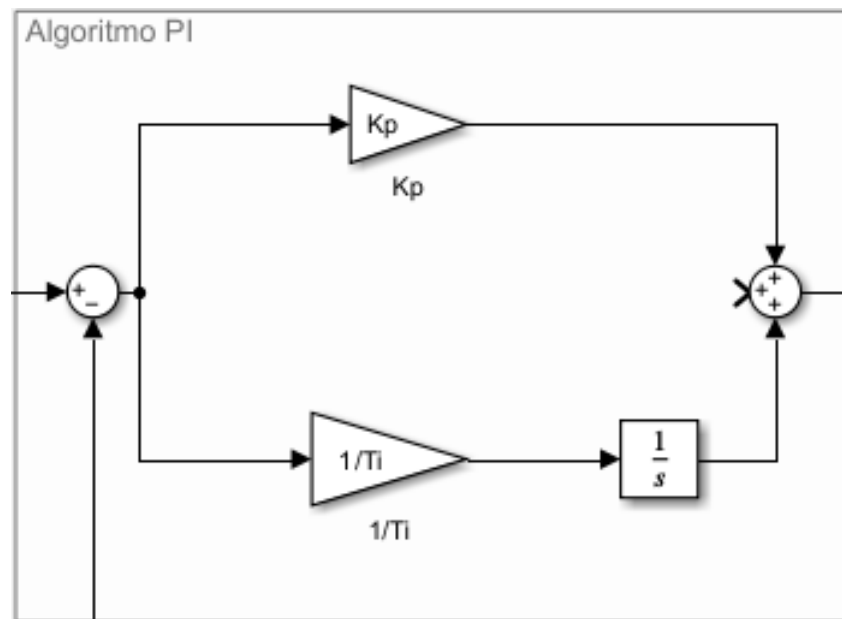 Algoritmo PI
Kp
Kp
+
−
+
+
+
1/Ti
1
s
1/Ti